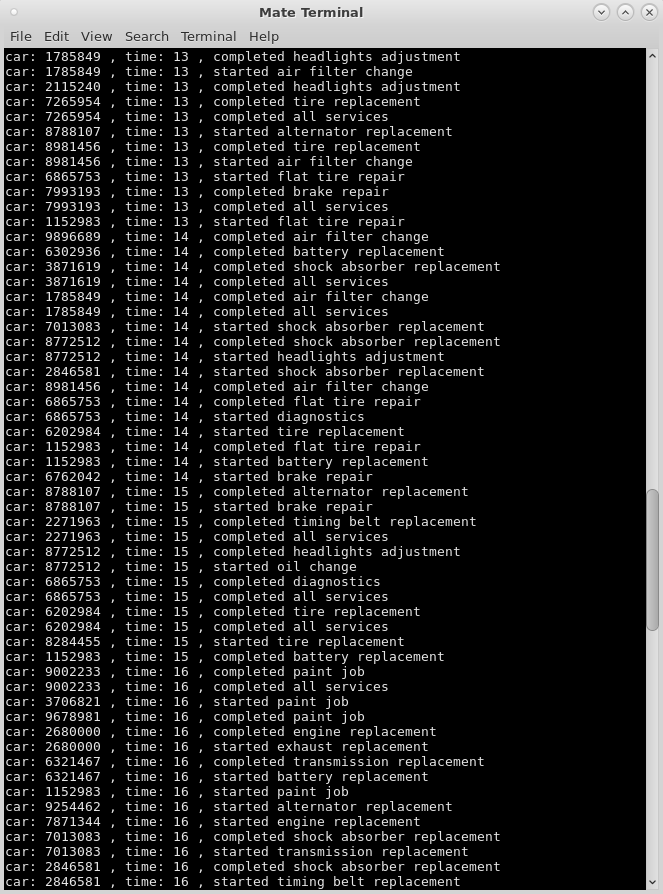 Mate Terminal
File Edit View Search Terminal Help
car: 1785849 , time: 13 , completed headlights adjustment
car: 1785849 , time: 13 , started air filter change
car: 2115240 , time: 13 , completed headlights adjustment
car: 7265954 , time: 13 , completed tire replacement
car: 7265954 , time: 13 , completed all services
car: 8788107 , time: 13 , started alternator replacement
car: 8981456 , time: 13 , completed tire replacement
car: 8981456 , time: 13 , started air filter change
car: 6865753 , time: 13 , started flat tire repair
car: 7993193 , time: 13 , completed brake repair
car: 7993193 , time: 13 , completed all services
car: 1152983 , time: 13 , started flat tire repair
car: 9896689 , time: 14 , completed air filter change
car: 6302936 , time: 14 , completed battery replacement
car: 3871619 , time: 14 , completed shock absorber replacement
car: 3871619 , time: 14 , completed all services
car: 1785849 , time: 14 , completed air filter change
car: 1785849 , time: 14 , completed all services
car: 7013083 , time: 14 , started shock absorber replacement
car: 8772512 , time: 14 , completed shock absorber replacement
car: 8772512 , time: 14 , started headlights adjustment
car: 2846581 , time: 14 , started shock absorber replacement
car: 8981456 , time: 14 , completed air filter change
car: 6865753 , time: 14 , completed flat tire repair
car: 6865753 , time: 14 , started diagnostics
car: 6202984 , time: 14 , started tire replacement
car: 1152983 , time: 14 , completed flat tire repair
car: 1152983 , time: 14 , started battery replacement
car: 6762042 , time: 14 , started brake repair
car: 8788107 , time: 15 , completed alternator replacement
car: 8788107 , time: 15 , started brake repair
car: 2271963 , time: 15 , completed timing belt replacement
car: 2271963 , time: 15 , completed all services
car: 8772512 , time: 15 , completed headlights adjustment
car: 8772512 , time: 15 , started oil change
car: 6865753 , time: 15 , completed diagnostics
car: 6865753 , time: 15 , completed all services
car: 6202984 , time: 15 , completed tire replacement
car: 6202984 , time: 15 , completed all services
car: 8284455 , time: 15 , started tire replacement
car: 1152983 , time: 15 , completed battery replacement
car: 9002233 , time: 16 , completed paint job
car: 9002233 , time: 16 , completed all services
car: 3706821 , time: 16 , started paint job
car: 9678981 , time: 16 , completed paint job
car: 2680000 , time: 16 , completed engine replacement
car: 2680000 , time: 16 , started exhaust replacement
car: 6321467 , time: 16 , completed transmission replacement
car: 6321467 , time: 16 , started battery replacement
car: 1152983 , time: 16 , started paint job
car: 9254462 , time: 16 , started alternator replacement
car: 7871344 , time: 16 , started engine replacement
car: 7013083 , time: 16 , completed shock absorber replacement
car: 7013083 , time: 16 , started transmission replacement
car: 2846581 , time: 16 , completed shock absorber replacement
car: 2846581 , time: 16 , started timing belt replacement